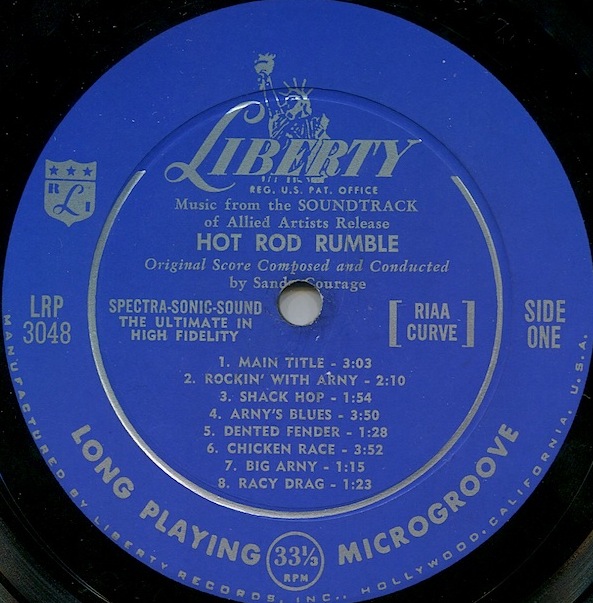 LIBERTY
REG. U.S. PAT. OFFICE
Music from the SOUNDTRACK
of Allied Artists Release
HOT ROD RUMBLE
Original Score Composed and Conducted
by Sandy Courage
R L I
LRP
3048
SPECTRA-SONIC-SOUND
THE ULTIMATE IN
HIGH FIDELITY
[RIAA
CURVE]
SIDE
ONE
1. MAIN TITLE - 3:03
2. ROCKIN' WITH ARNY - 2:10
3. SHACK HOP - 1:54
4. ARNY'S BLUES - 3:50
5. DENTED FENDER - 1:28
6. CHICKEN RACE - 3:52
7. BIG ARNY - 1:15
8. RACY DRAG - 1:23
LONG PLAYING 33⅓ RPM MICROGROOVE
MANUFACTURED BY LIBERTY RECORDS, INC., HOLLYWOOD, CALIFORNIA, U.S.A.